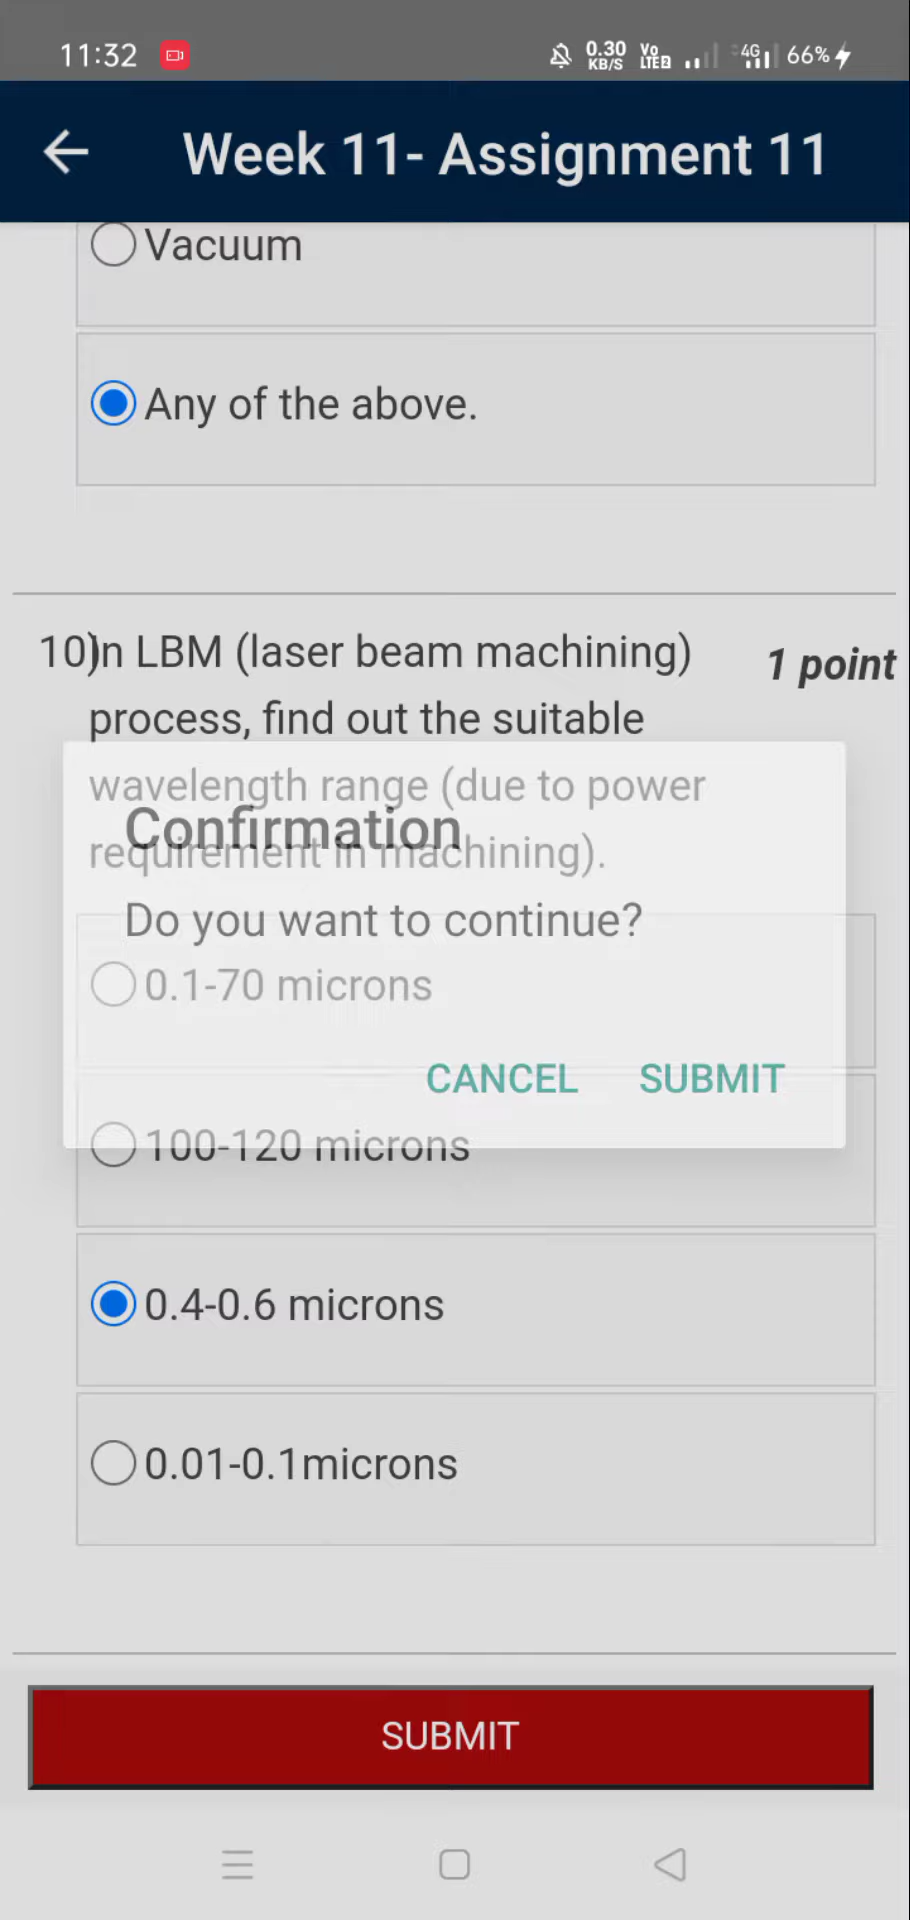 11:32
0.30 KB/S Vo LTE2 4G 66%
Week 11- Assignment 11
Vacuum
Any of the above.
10)In LBM (laser beam machining) 1 point
process, find out the suitable
wavelength range (due to power
requirement in machining).
Confirmation
Do you want to continue?
0.1-70 microns
CANCEL SUBMIT
100-120 microns
0.4-0.6 microns
0.01-0.1microns
SUBMIT